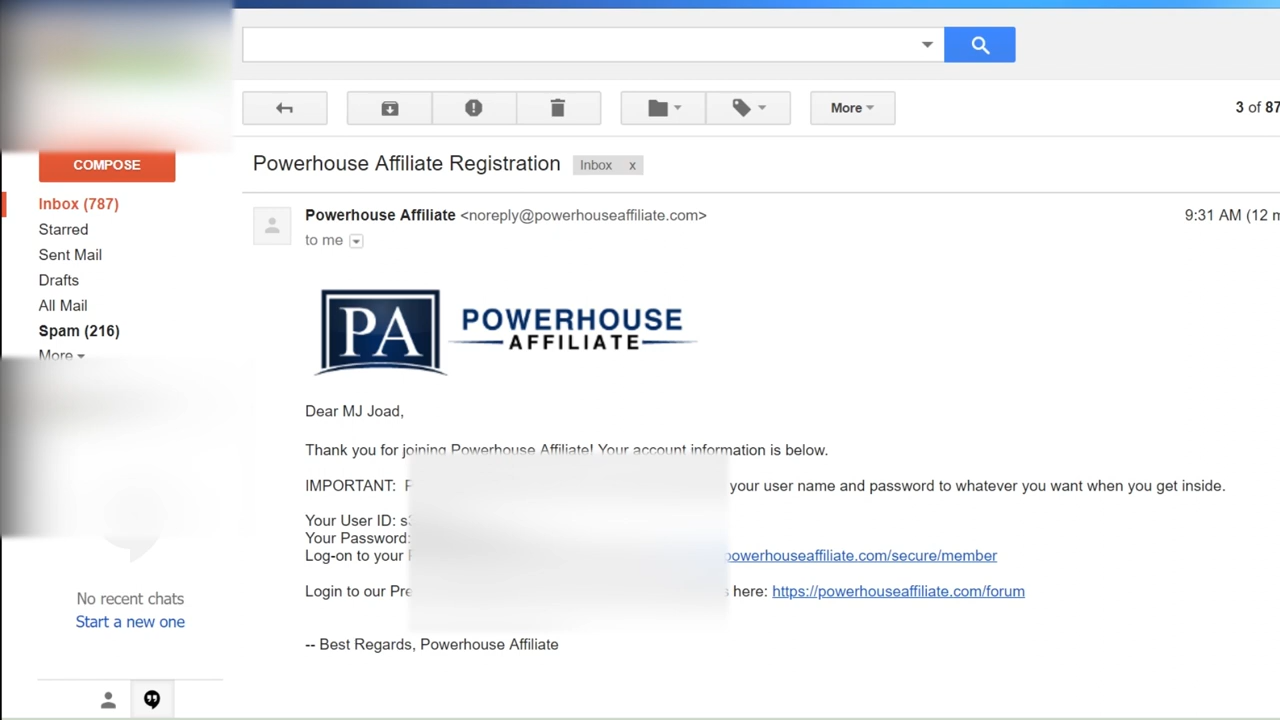 More
3 of 87
COMPOSE
Powerhouse Affiliate Registration
Inbox x
Inbox (787)
Starred
Sent Mail
Drafts
All Mail
Spam (216)
More
Powerhouse Affiliate <noreply@powerhouseaffiliate.com>
9:31 AM (12 m
to me
PA POWERHOUSE
AFFILIATE
Dear MJ Joad,
Thank you for joining Powerhouse Affiliate! Your account information is below.
IMPORTANT: your user name and password to whatever you want when you get inside.
Your User ID:
Your Password:
Log-on to your powerhouseaffiliate.com/secure/member
Login to our here: https://powerhouseaffiliate.com/forum
-- Best Regards, Powerhouse Affiliate
No recent chats
Start a new one